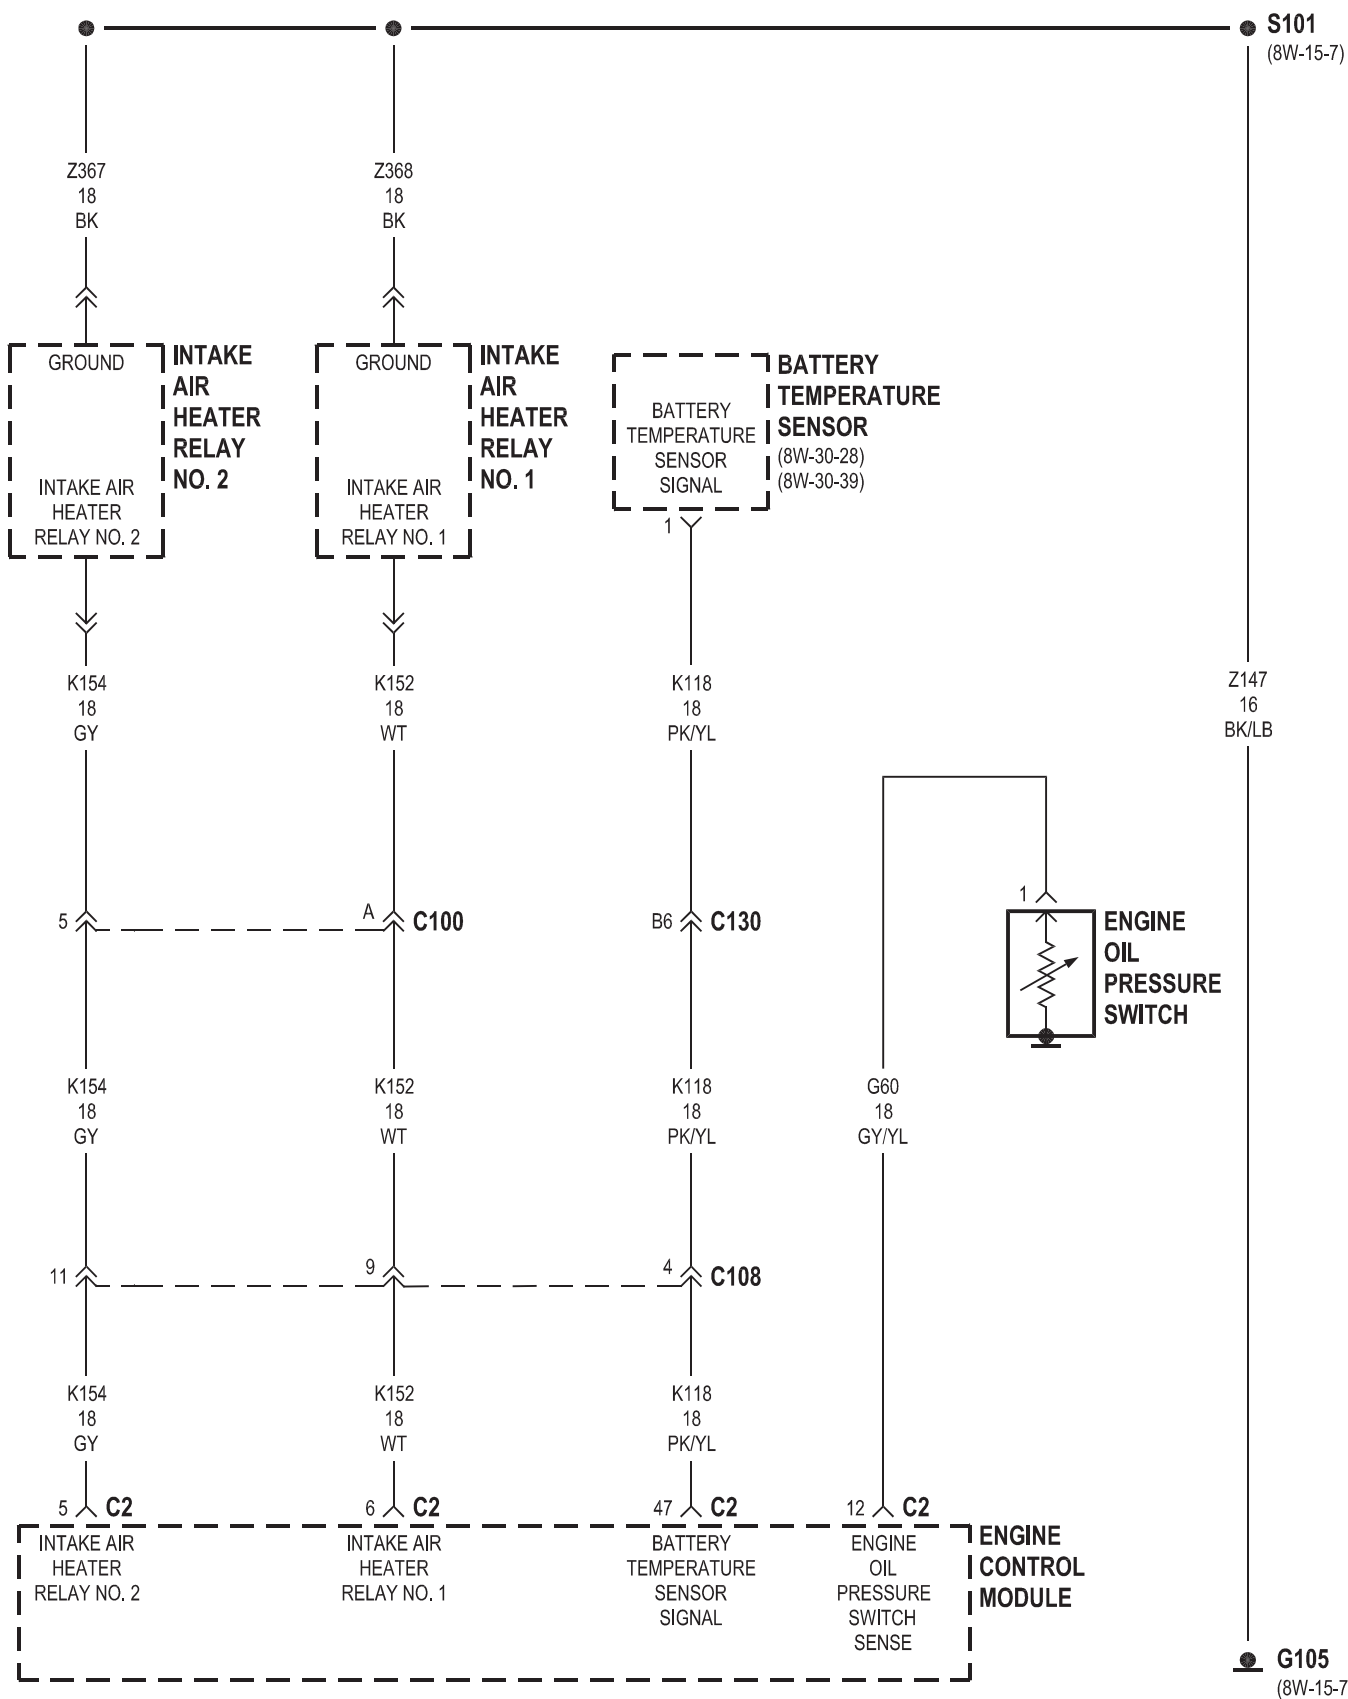 S101
(8W-15-7)
Z367
18
BK
Z368
18
BK
GROUND
INTAKE AIR
HEATER
RELAY NO. 2
INTAKE
AIR
HEATER
RELAY
NO. 2
GROUND
INTAKE AIR
HEATER
RELAY NO. 1
INTAKE
AIR
HEATER
RELAY
NO. 1
BATTERY
TEMPERATURE
SENSOR
SIGNAL
BATTERY
TEMPERATURE
SENSOR
(8W-30-28)
(8W-30-39)
1
K154
18
GY
K152
18
WT
K118
18
PK/YL
Z147
16
BK/LB
5
A
C100
B6
C130
1
ENGINE
OIL
PRESSURE
SWITCH
K154
18
GY
K152
18
WT
K118
18
PK/YL
G60
18
GY/YL
11
9
4
C108
K154
18
GY
K152
18
WT
K118
18
PK/YL
5
C2
6
C2
47
C2
12
C2
INTAKE AIR
HEATER
RELAY NO. 2
INTAKE AIR
HEATER
RELAY NO. 1
BATTERY
TEMPERATURE
SENSOR
SIGNAL
ENGINE
OIL
PRESSURE
SWITCH
SENSE
ENGINE
CONTROL
MODULE
G105
(8W-15-7